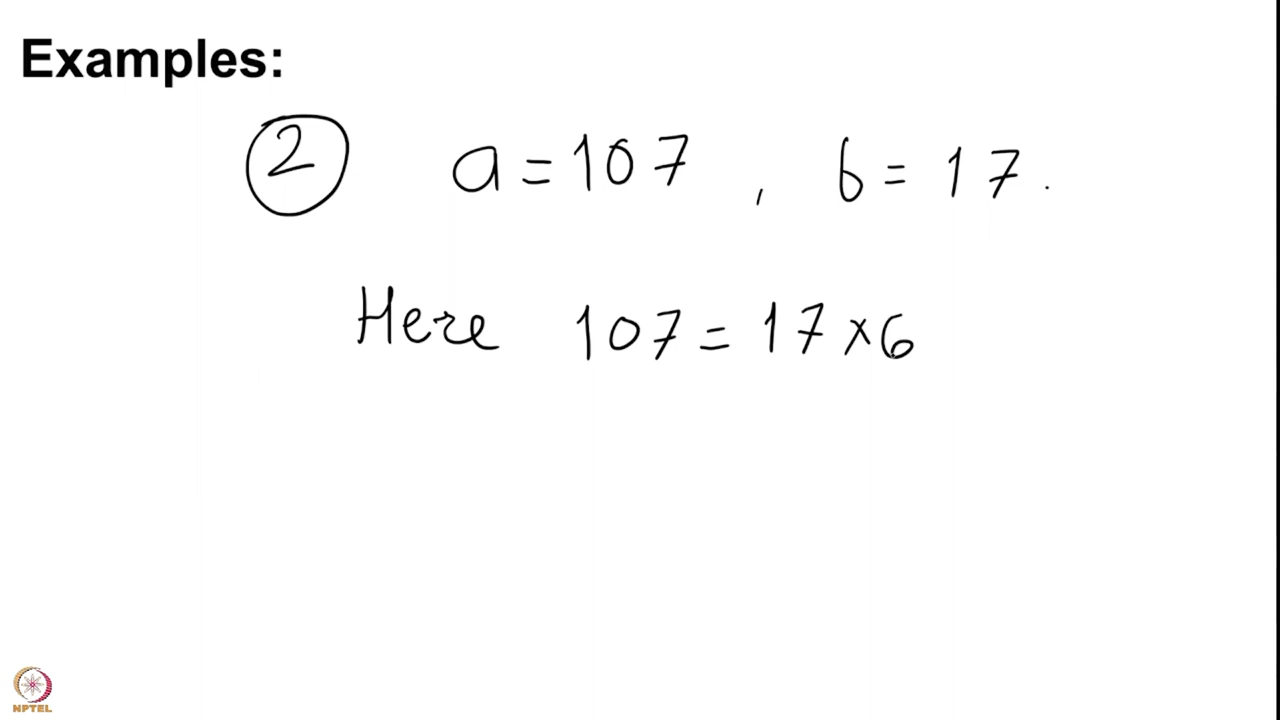 Examples:
2 a = 107 , b = 17 .
Here 107 = 17 × 6
NPTEL